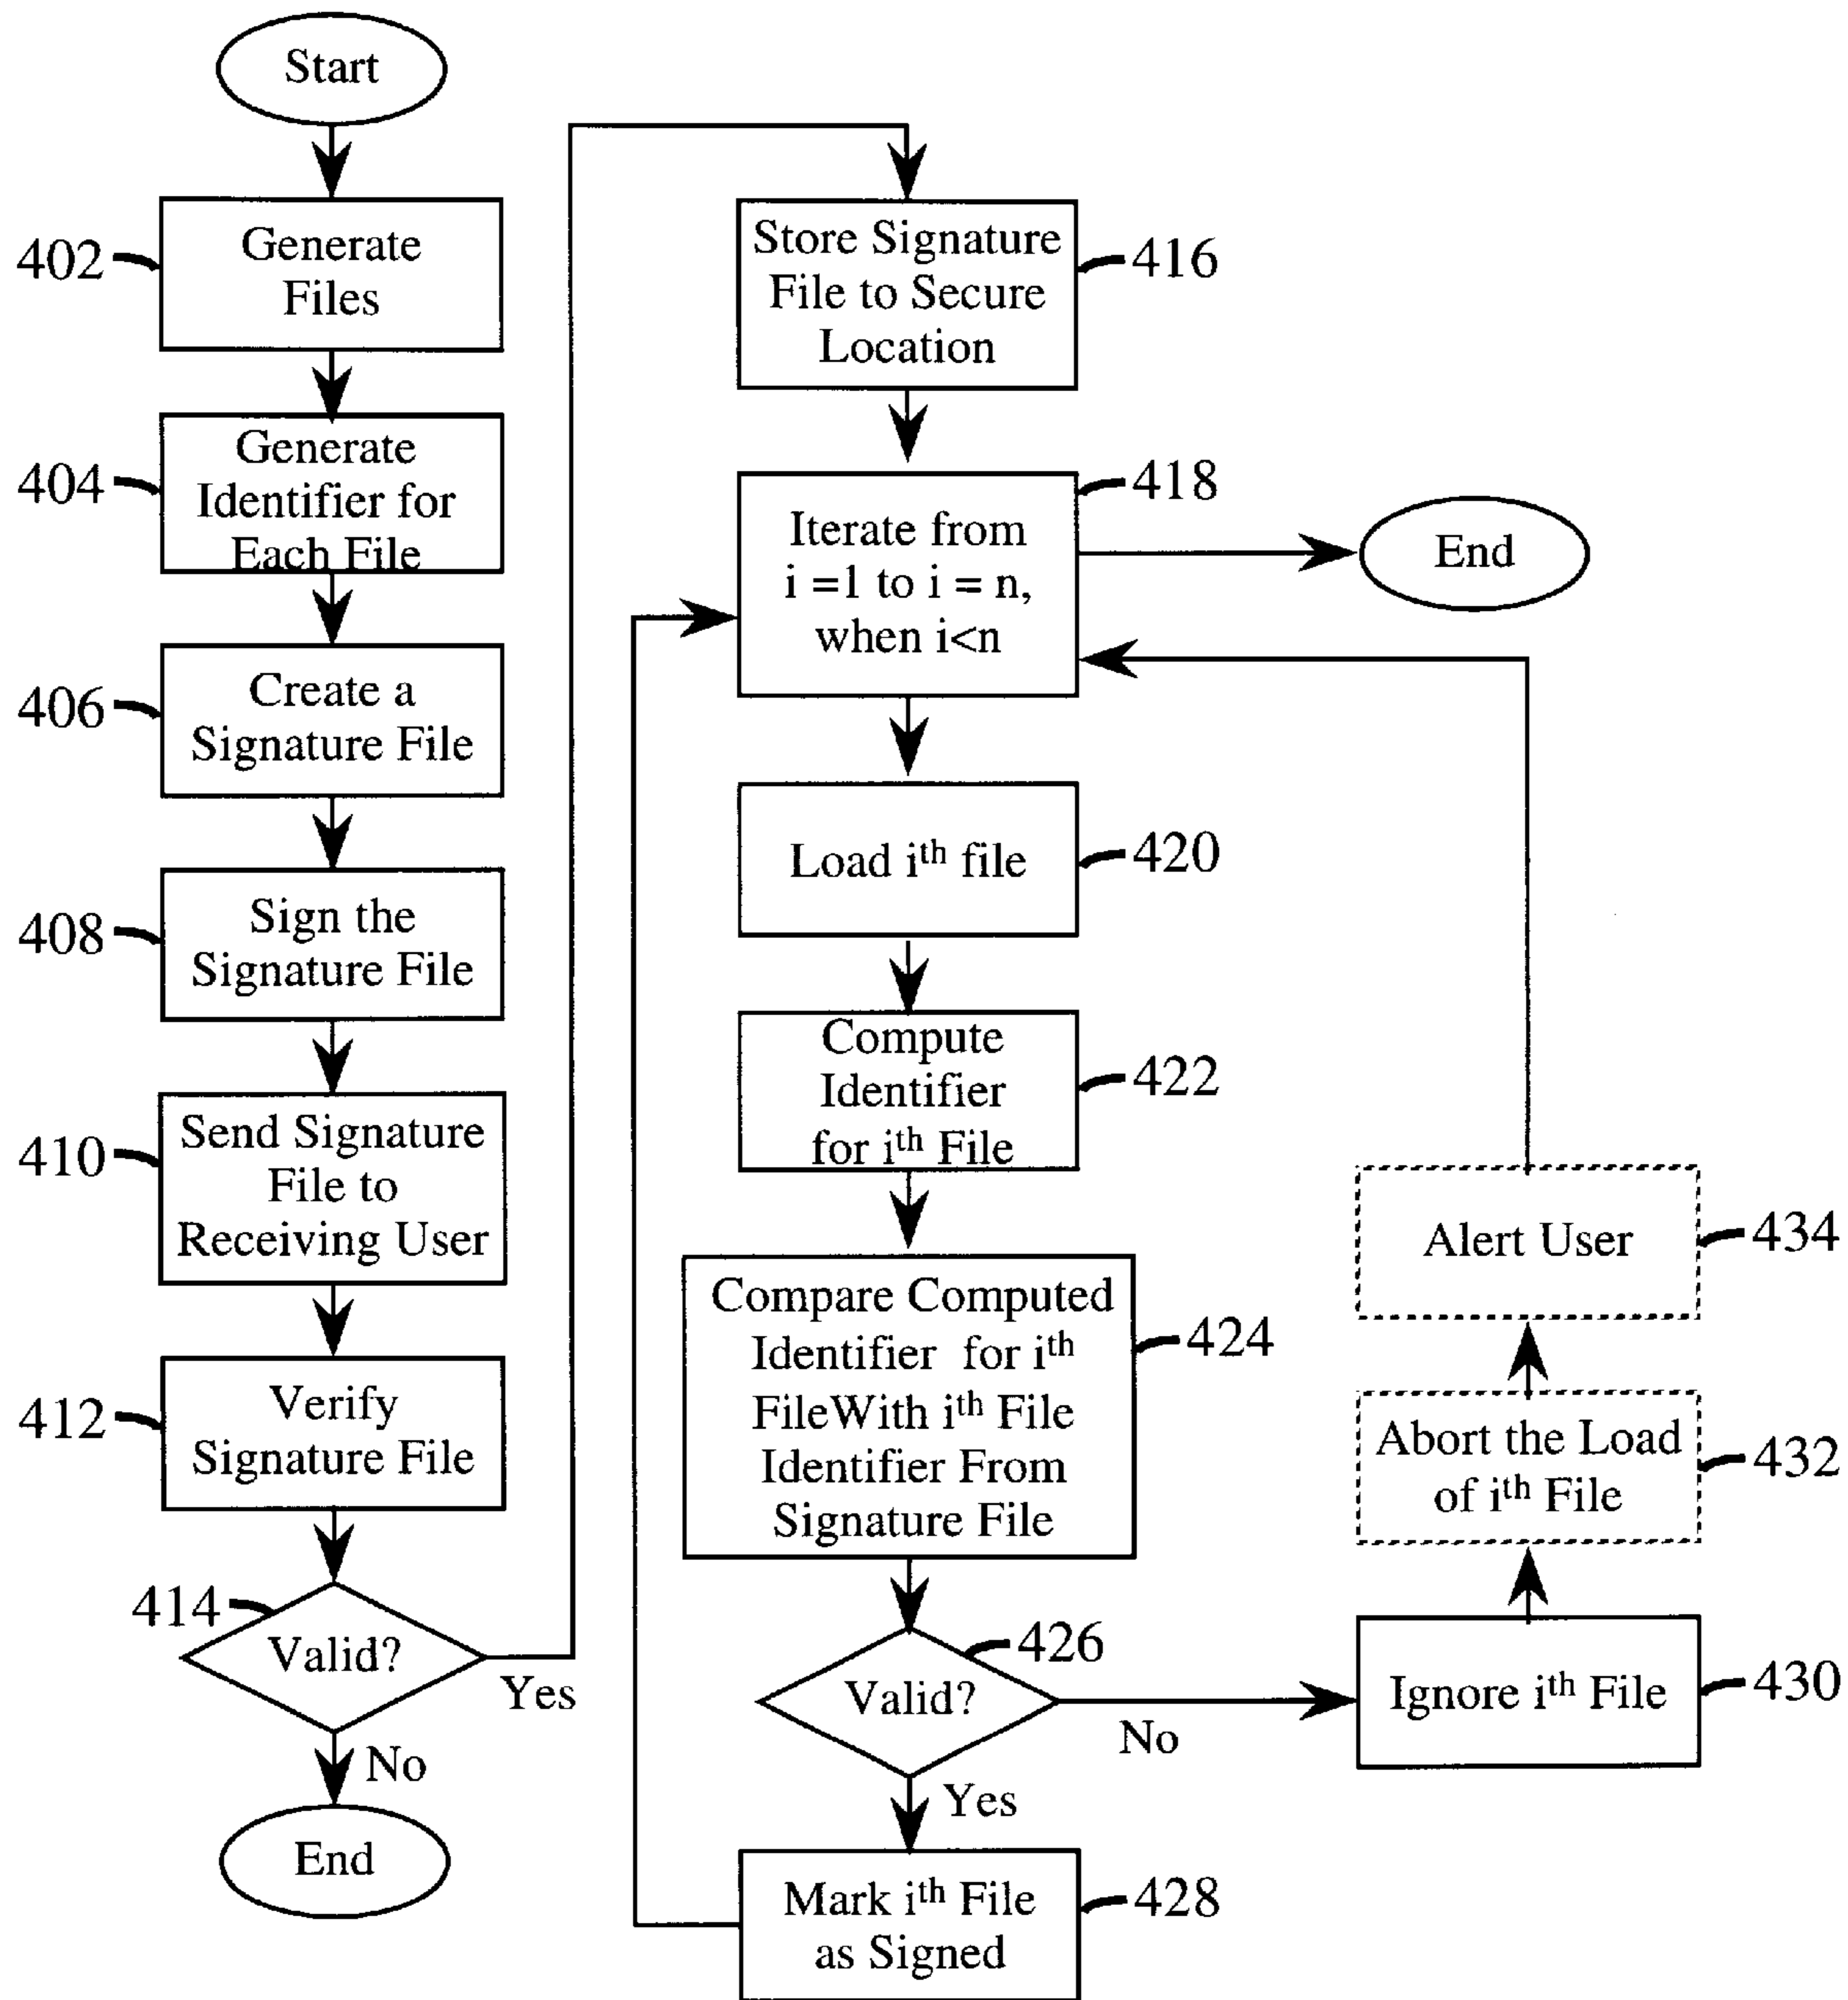 Start
402
Generate
Files
404
Generate
Identifier for
Each File
406
Create a
Signature File
408
Sign the
Signature File
410
Send Signature
File to
Receiving User
412
Verify
Signature File
414
Valid?
Yes
No
End
Store Signature
File to Secure
Location
416
418
Iterate from
i =1 to i = n,
when i<n
End
Load ith file
420
Compute
Identifier
for ith File
422
Compare Computed
Identifier for ith
FileWith ith File
Identifier From
Signature File
424
426
Valid?
No
Yes
Mark ith File
as Signed
428
Alert User
434
Abort the Load
of ith File
432
Ignore ith File
430